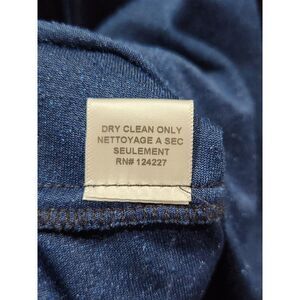 DRY CLEAN ONLY
NETTOYAGE A SEC
SEULEMENT
RN# 124227